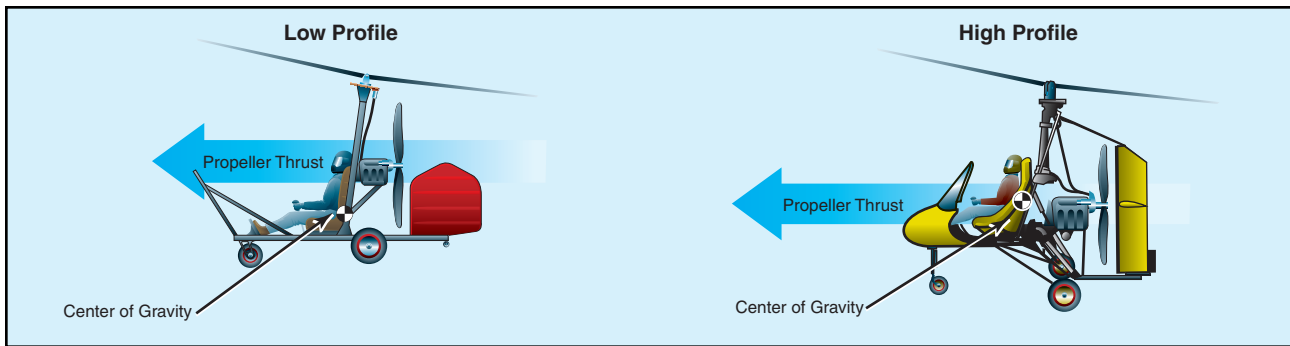 Low Profile
Propeller Thrust
Center of Gravity
High Profile
Propeller Thrust
Center of Gravity